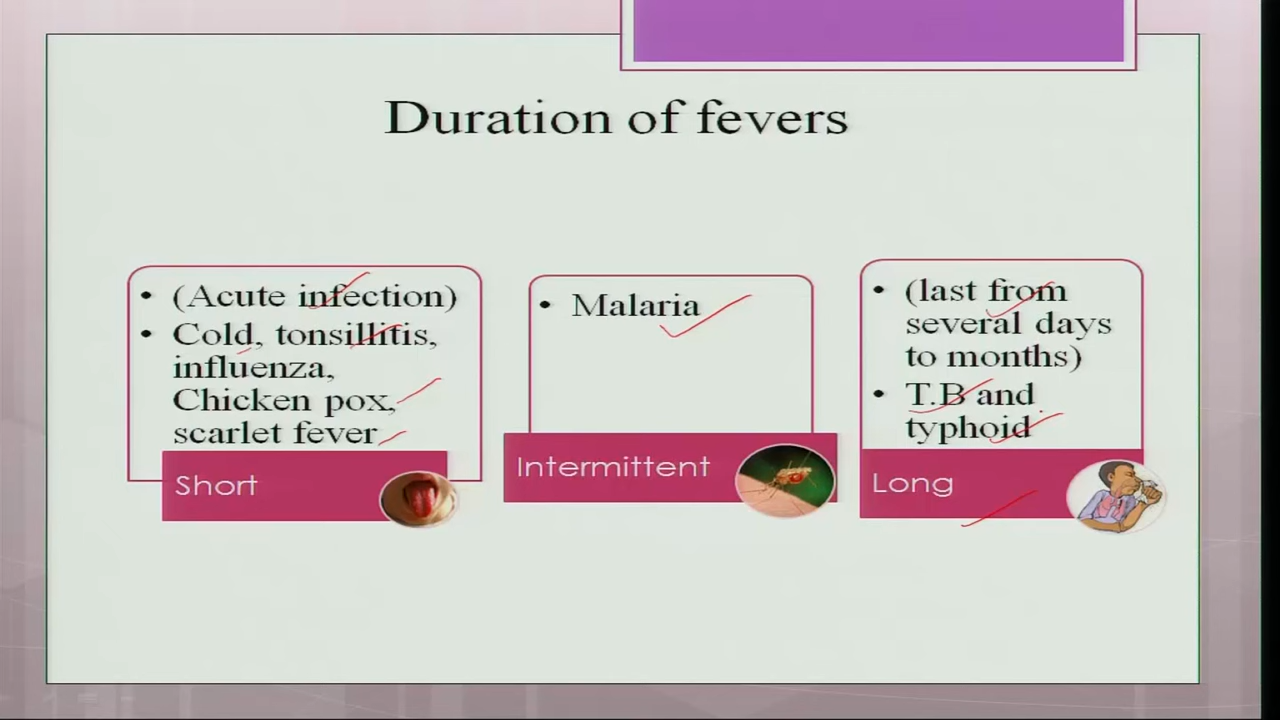 Duration of fevers
• (Acute infection)
• Cold, tonsillitis,
influenza,
Chicken pox,
scarlet fever
Short
• Malaria
Intermittent
• (last from
several days
to months)
• T.B and
typhoid
Long